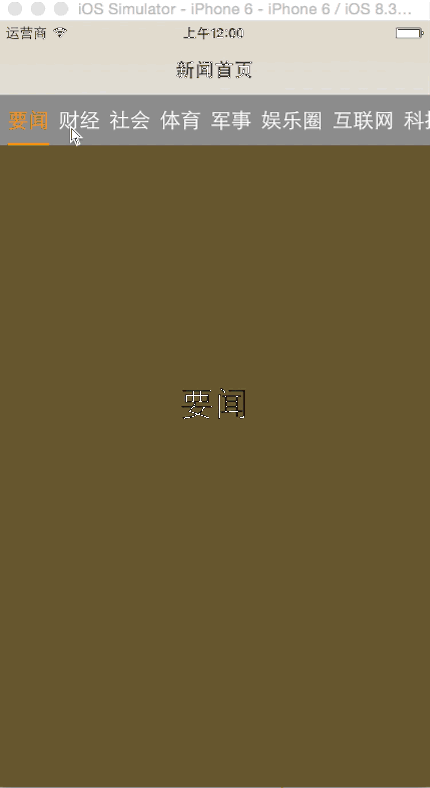 iOS Simulator - iPhone 6 - iPhone 6 / iOS 8.3...
运营商 上午12:00
新闻首页
要闻 财经 社会 体育 军事 娱乐圈 互联网 科
要闻